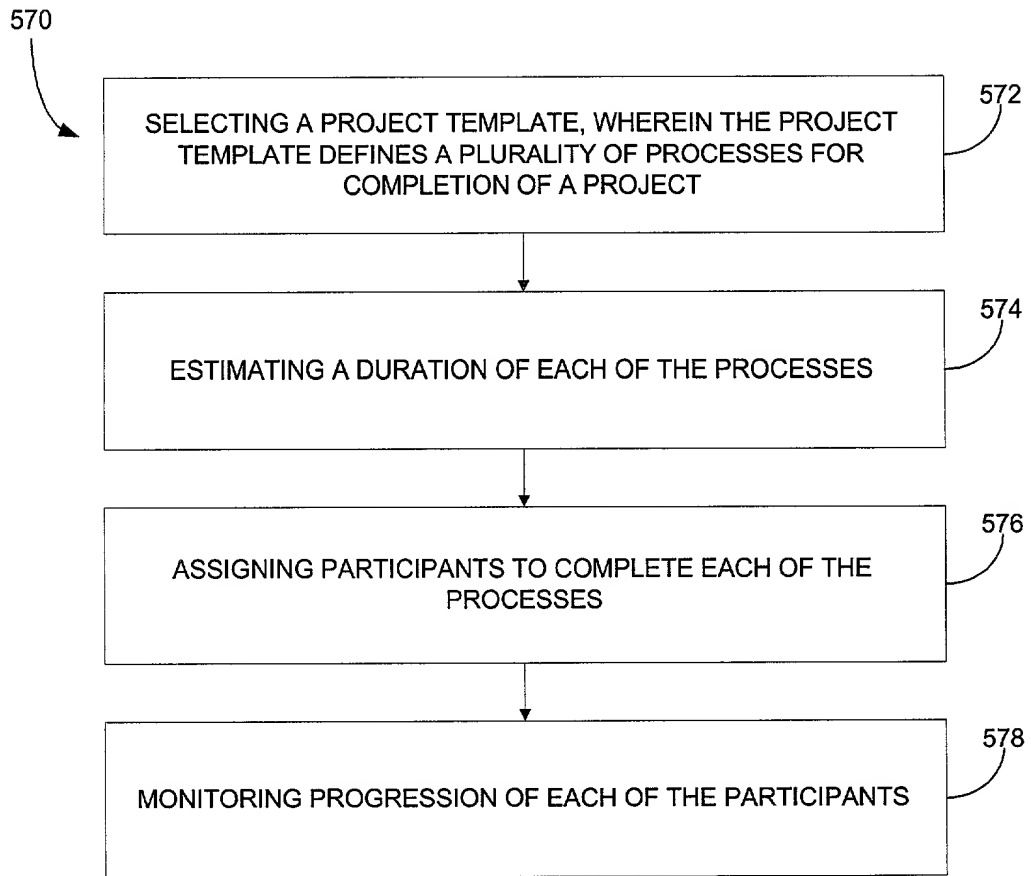 570
572
SELECTING A PROJECT TEMPLATE, WHEREIN THE PROJECT
TEMPLATE DEFINES A PLURALITY OF PROCESSES FOR
COMPLETION OF A PROJECT
574
ESTIMATING A DURATION OF EACH OF THE PROCESSES
576
ASSIGNING PARTICIPANTS TO COMPLETE EACH OF THE
PROCESSES
578
MONITORING PROGRESSION OF EACH OF THE PARTICIPANTS